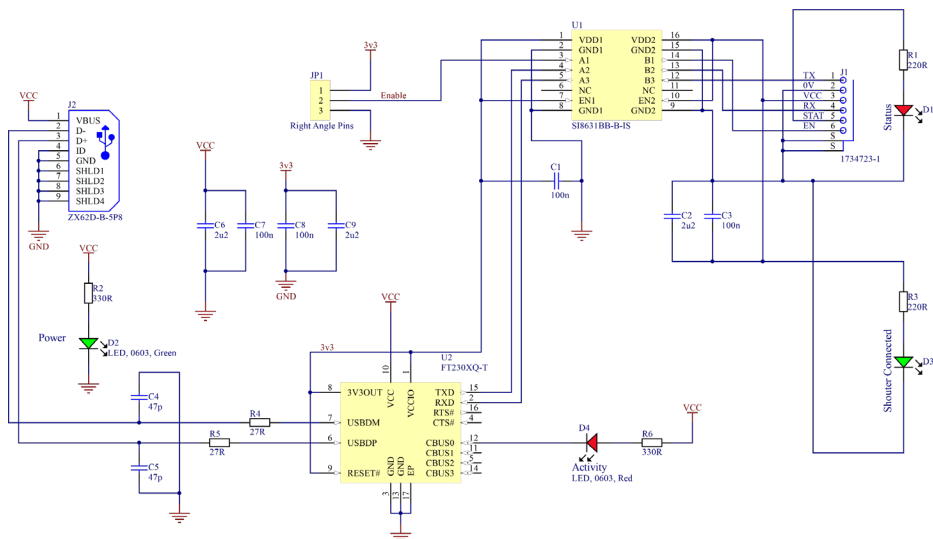 U1
VDD1 VDD2
GND1 GND2
A1 B1
A2 B2
A3 B3
NC NC
EN1 EN2
GND1 GND2
1 2 3 4 5 6 7 8
16 15 14 13 12 11 10 9
SI8631BB-B-IS
3v3
JP1
1
2
3
Enable
Right Angle Pins
R1
220R
D1
Status
J1
TX 1
0V 2
VCC 3
RX 4
STAT 5
EN 6
S
S
1734723-1
VCC
J2
1 VBUS
2 D-
3 D+
4 ID
5 GND
6 SHLD1
7 SHLD2
8 SHLD3
9 SHLD4
ZX62D-B-5P8
GND
VCC
C6
2u2
C7
100n
3v3
C8
100n
C9
2u2
GND
C1
100n
C2
2u2
C3
100n
VCC
R2
330R
Power
D2
LED, 0603, Green
R3
220R
D3
Shouter Connected
VCC
3v3
U2
FT230XQ-T
10 VCC
1 VCCIO
8 3V3OUT
7 USBDM
6 USBDP
9 RESET#
TXD 15
RXD 2
RTS# 16
CTS# 4
CBUS0 12
CBUS1 11
CBUS2 5
CBUS3 14
GND GND EP
3 13 17
C4
47p
C5
47p
R4
27R
R5
27R
D4
Activity
LED, 0603, Red
R6
330R
VCC